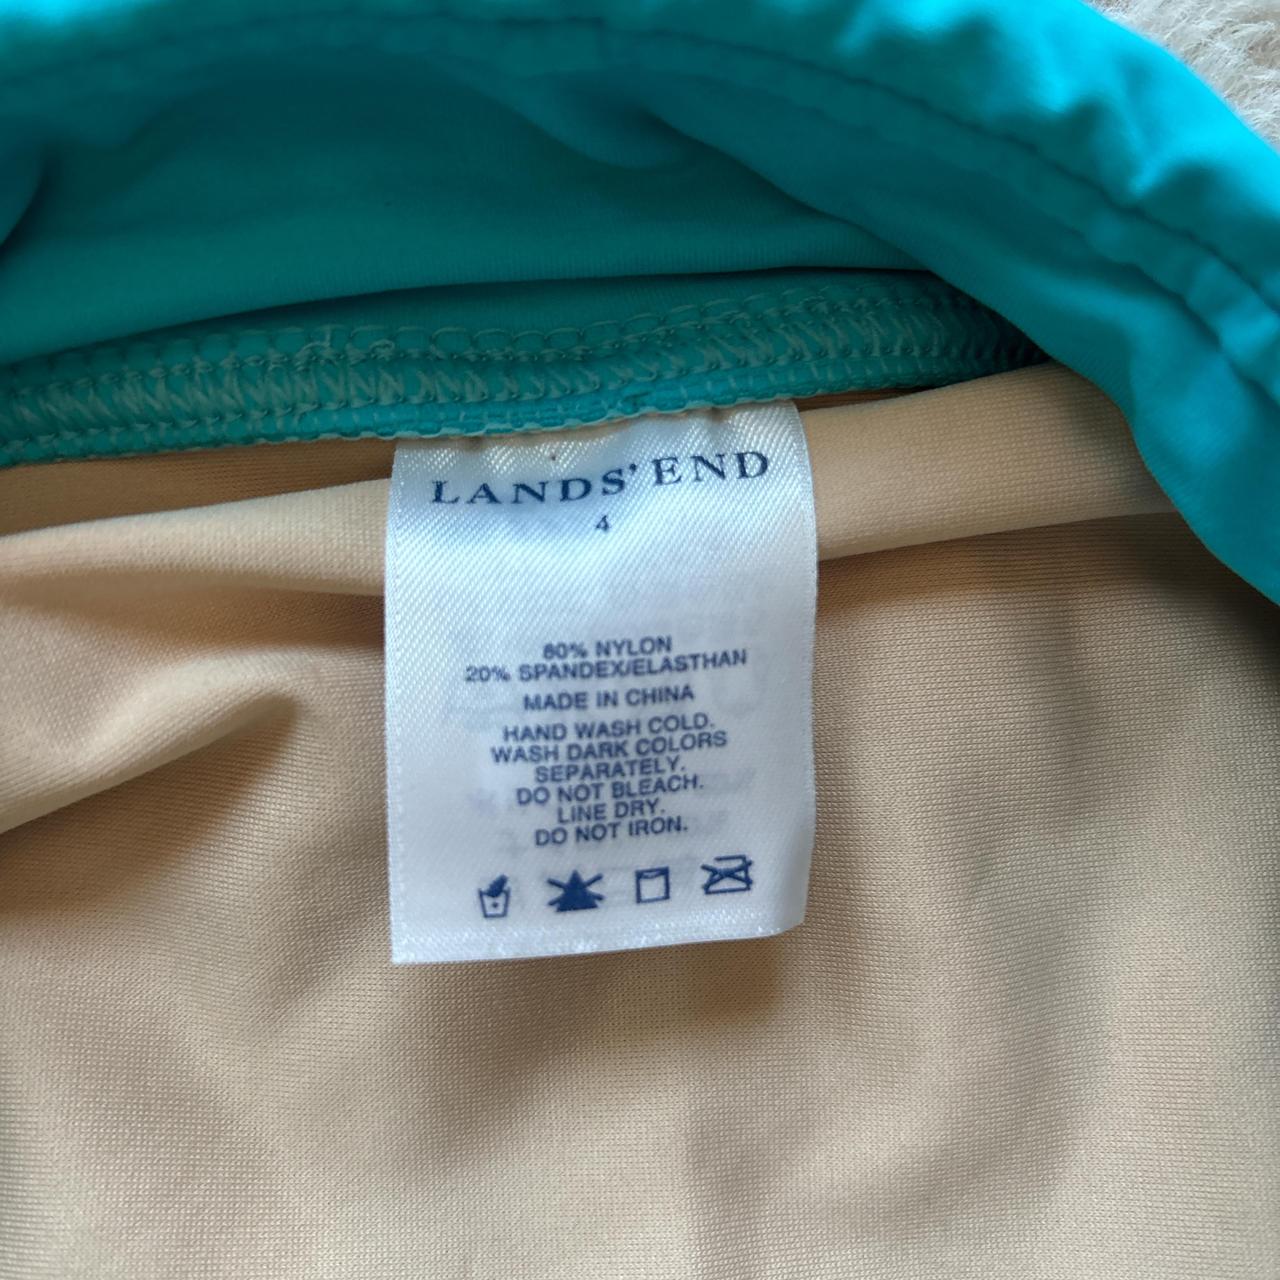 LANDS' END
4
80% NYLON
20% SPANDEX/ELASTHAN
MADE IN CHINA
HAND WASH COLD.
WASH DARK COLORS
SEPARATELY.
DO NOT BLEACH.
LINE DRY.
DO NOT IRON.